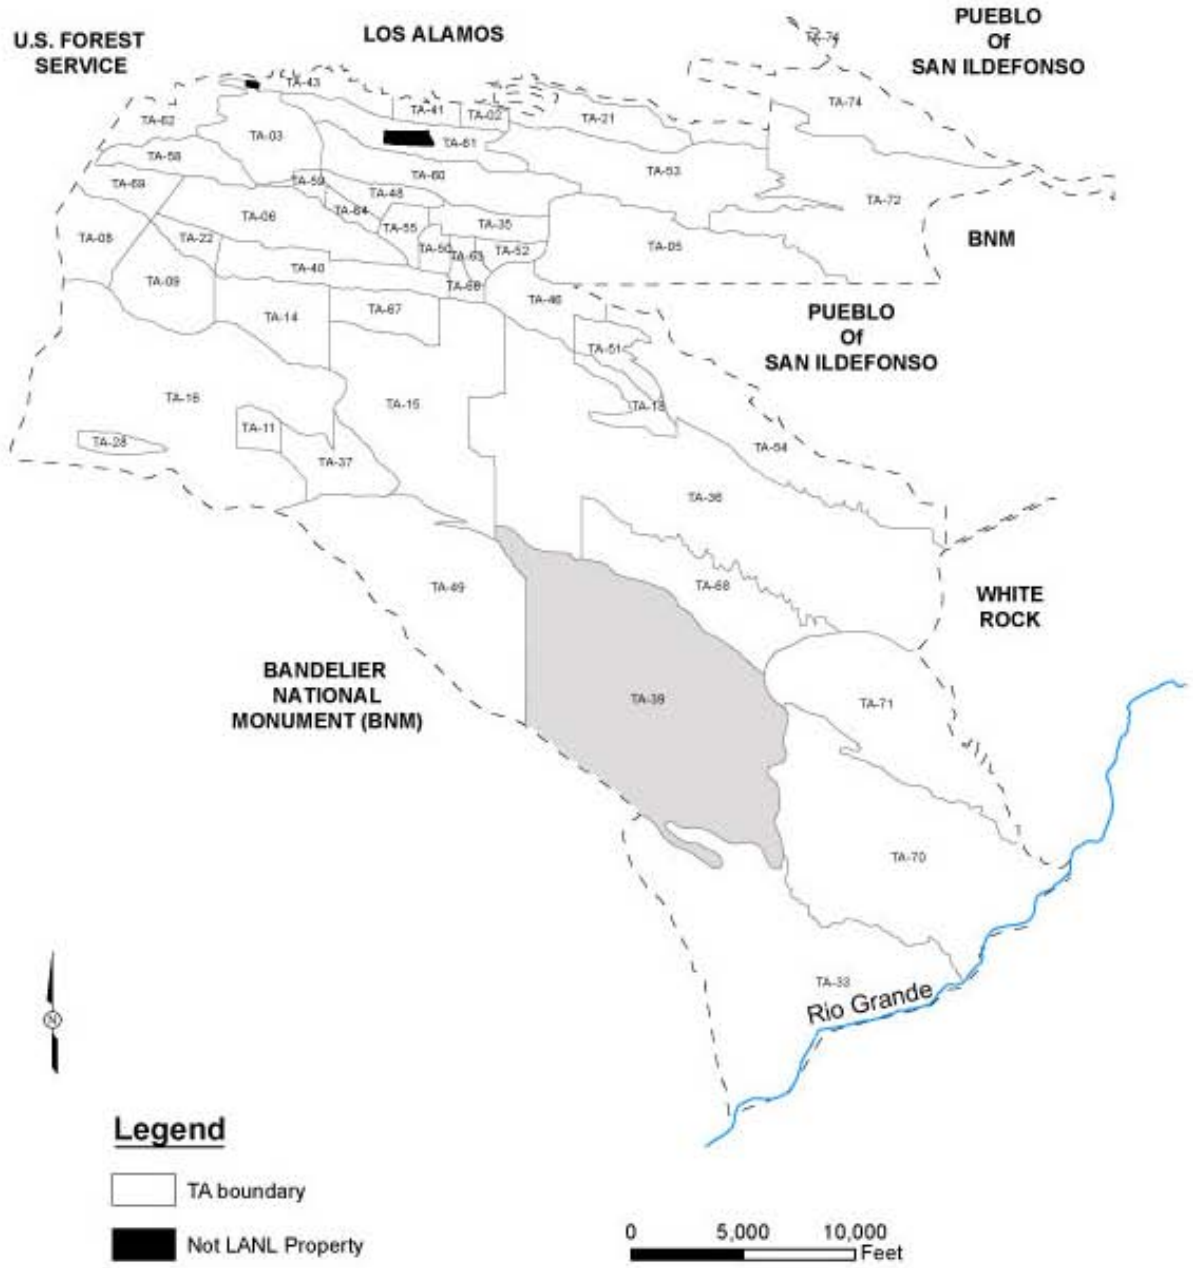 PUEBLO
Of
SAN ILDEFONSO
LOS ALAMOS
U.S. FOREST
SERVICE
TA-74
TA-43
TA-74
TA-41
TA-02
TA-21
TA-62
TA-03
TA-61
TA-58
TA-53
TA-60
TA-59
TA-69
TA-48
TA-72
TA-64
TA-06
TA-35
TA-55
TA-08
TA-22
BNM
TA-50
TA-63
TA-52
TA-05
TA-40
TA-09
TA-66
TA-46
TA-67
TA-14
PUEBLO
Of
SAN ILDEFONSO
TA-51
TA-16
TA-15
TA-18
TA-11
TA-28
TA-54
TA-37
TA-36
TA-49
TA-68
WHITE
ROCK
BANDELIER
NATIONAL
MONUMENT (BNM)
TA-39
TA-71
TA-70
TA-33
Rio Grande
N
Legend
TA boundary
Not LANL Property
0 5,000 10,000
Feet